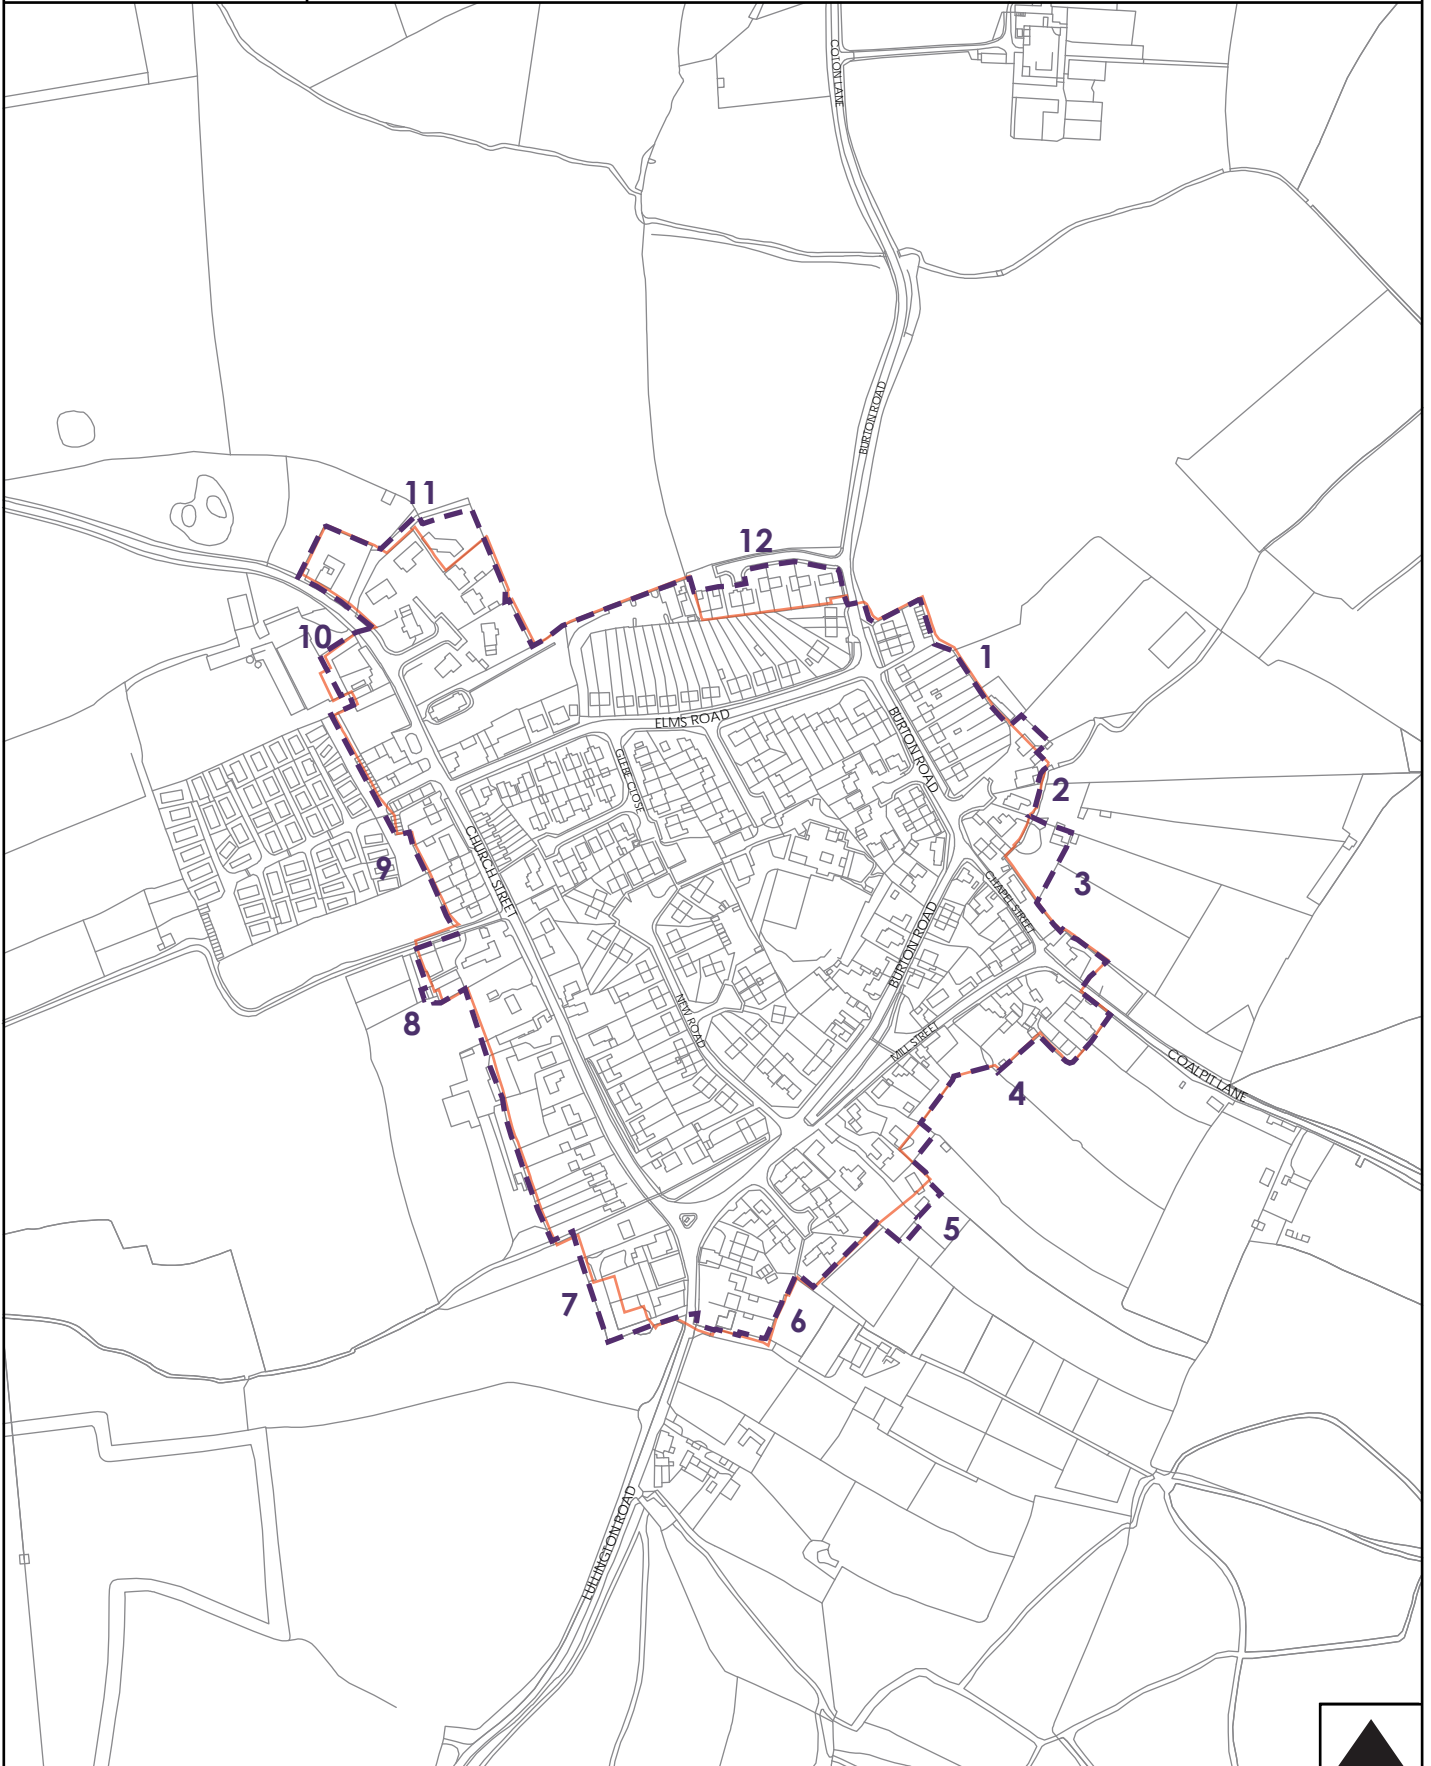 COTON LANE
BURTON ROAD
11
12
10
1
ELMS ROAD
BURTON ROAD
GLEBE CLOSE
2
CHURCH STREET
9
CHAPEL STREET
3
BURTON ROAD
8
NEW ROAD
MILL STREET
COALPIT LANE
4
5
7
6
LULLINGTON ROAD